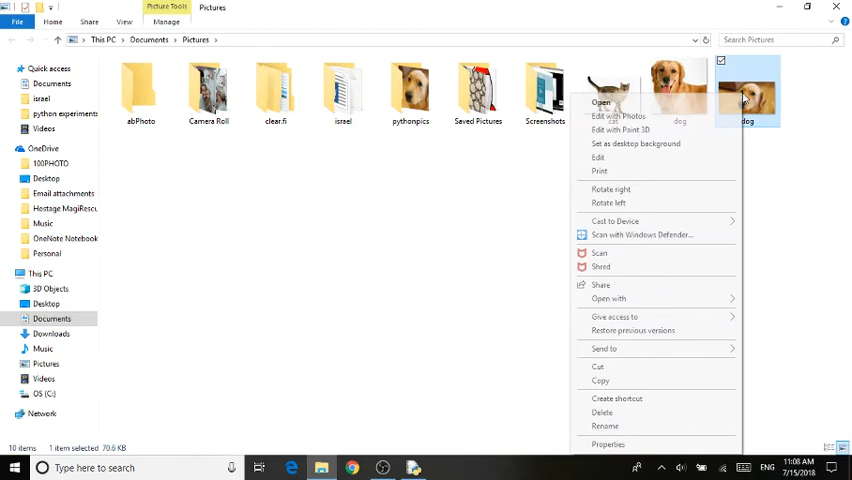 Picture Tools
Pictures
File
Home
Share
View
Manage
This PC
Documents
Pictures
Search Pictures
Quick access
Documents
israel
python experiments
Videos
OneDrive
100PHOTO
Desktop
Email attachments
Hostage MagiRescu
Music
OneNote Notebook
Personal
This PC
3D Objects
Desktop
Documents
Downloads
Music
Pictures
Videos
OS (C:)
Network
abPhoto
Camera Roll
clear.fi
israel
pythonpics
Saved Pictures
Screenshots
cat
dog
dog
Open
Edit with Photos
Edit with Paint 3D
Set as desktop background
Edit
Print
Rotate right
Rotate left
Cast to Device
Scan with Windows Defender...
Scan
Shred
Share
Open with
Give access to
Restore previous versions
Send to
Cut
Copy
Create shortcut
Delete
Rename
Properties
10 items
1 item selected 70.6 KB
Type here to search
ENG
11:08 AM
7/15/2018